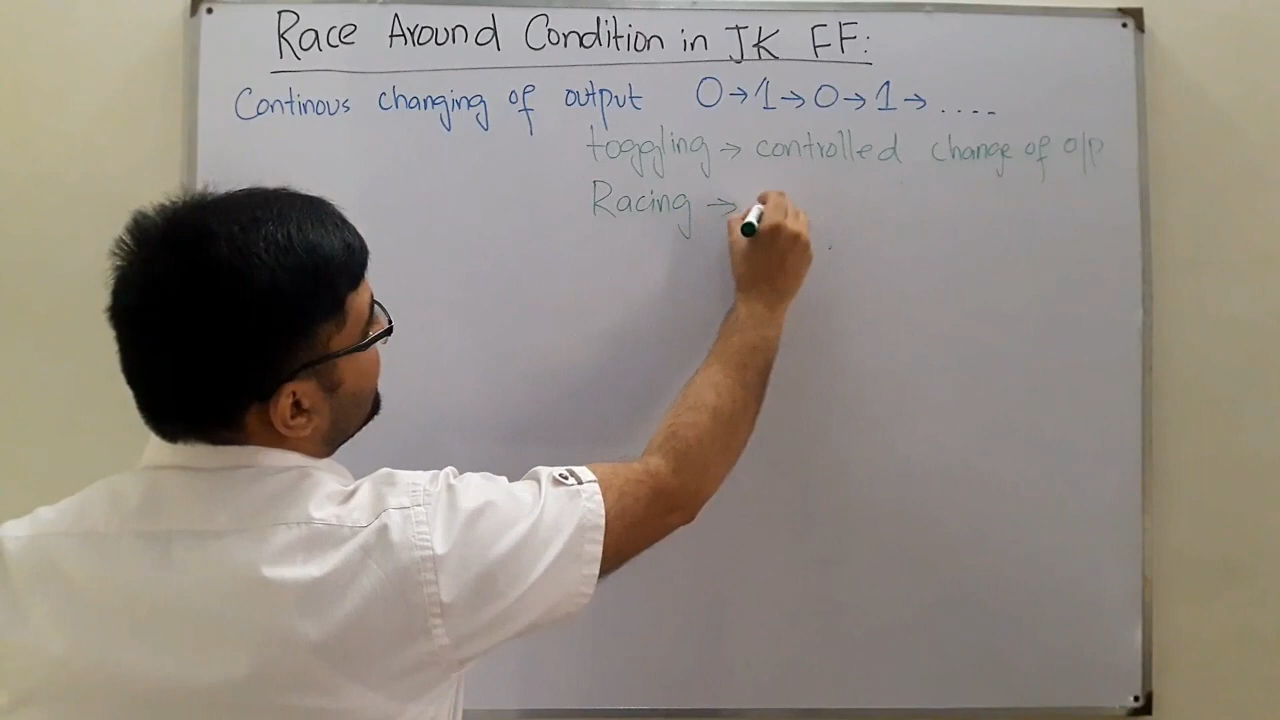 Race Around Condition in JK FF:
Continous changing of output 0→1→0→1→....
toggling → controlled change of o/p
Racing →